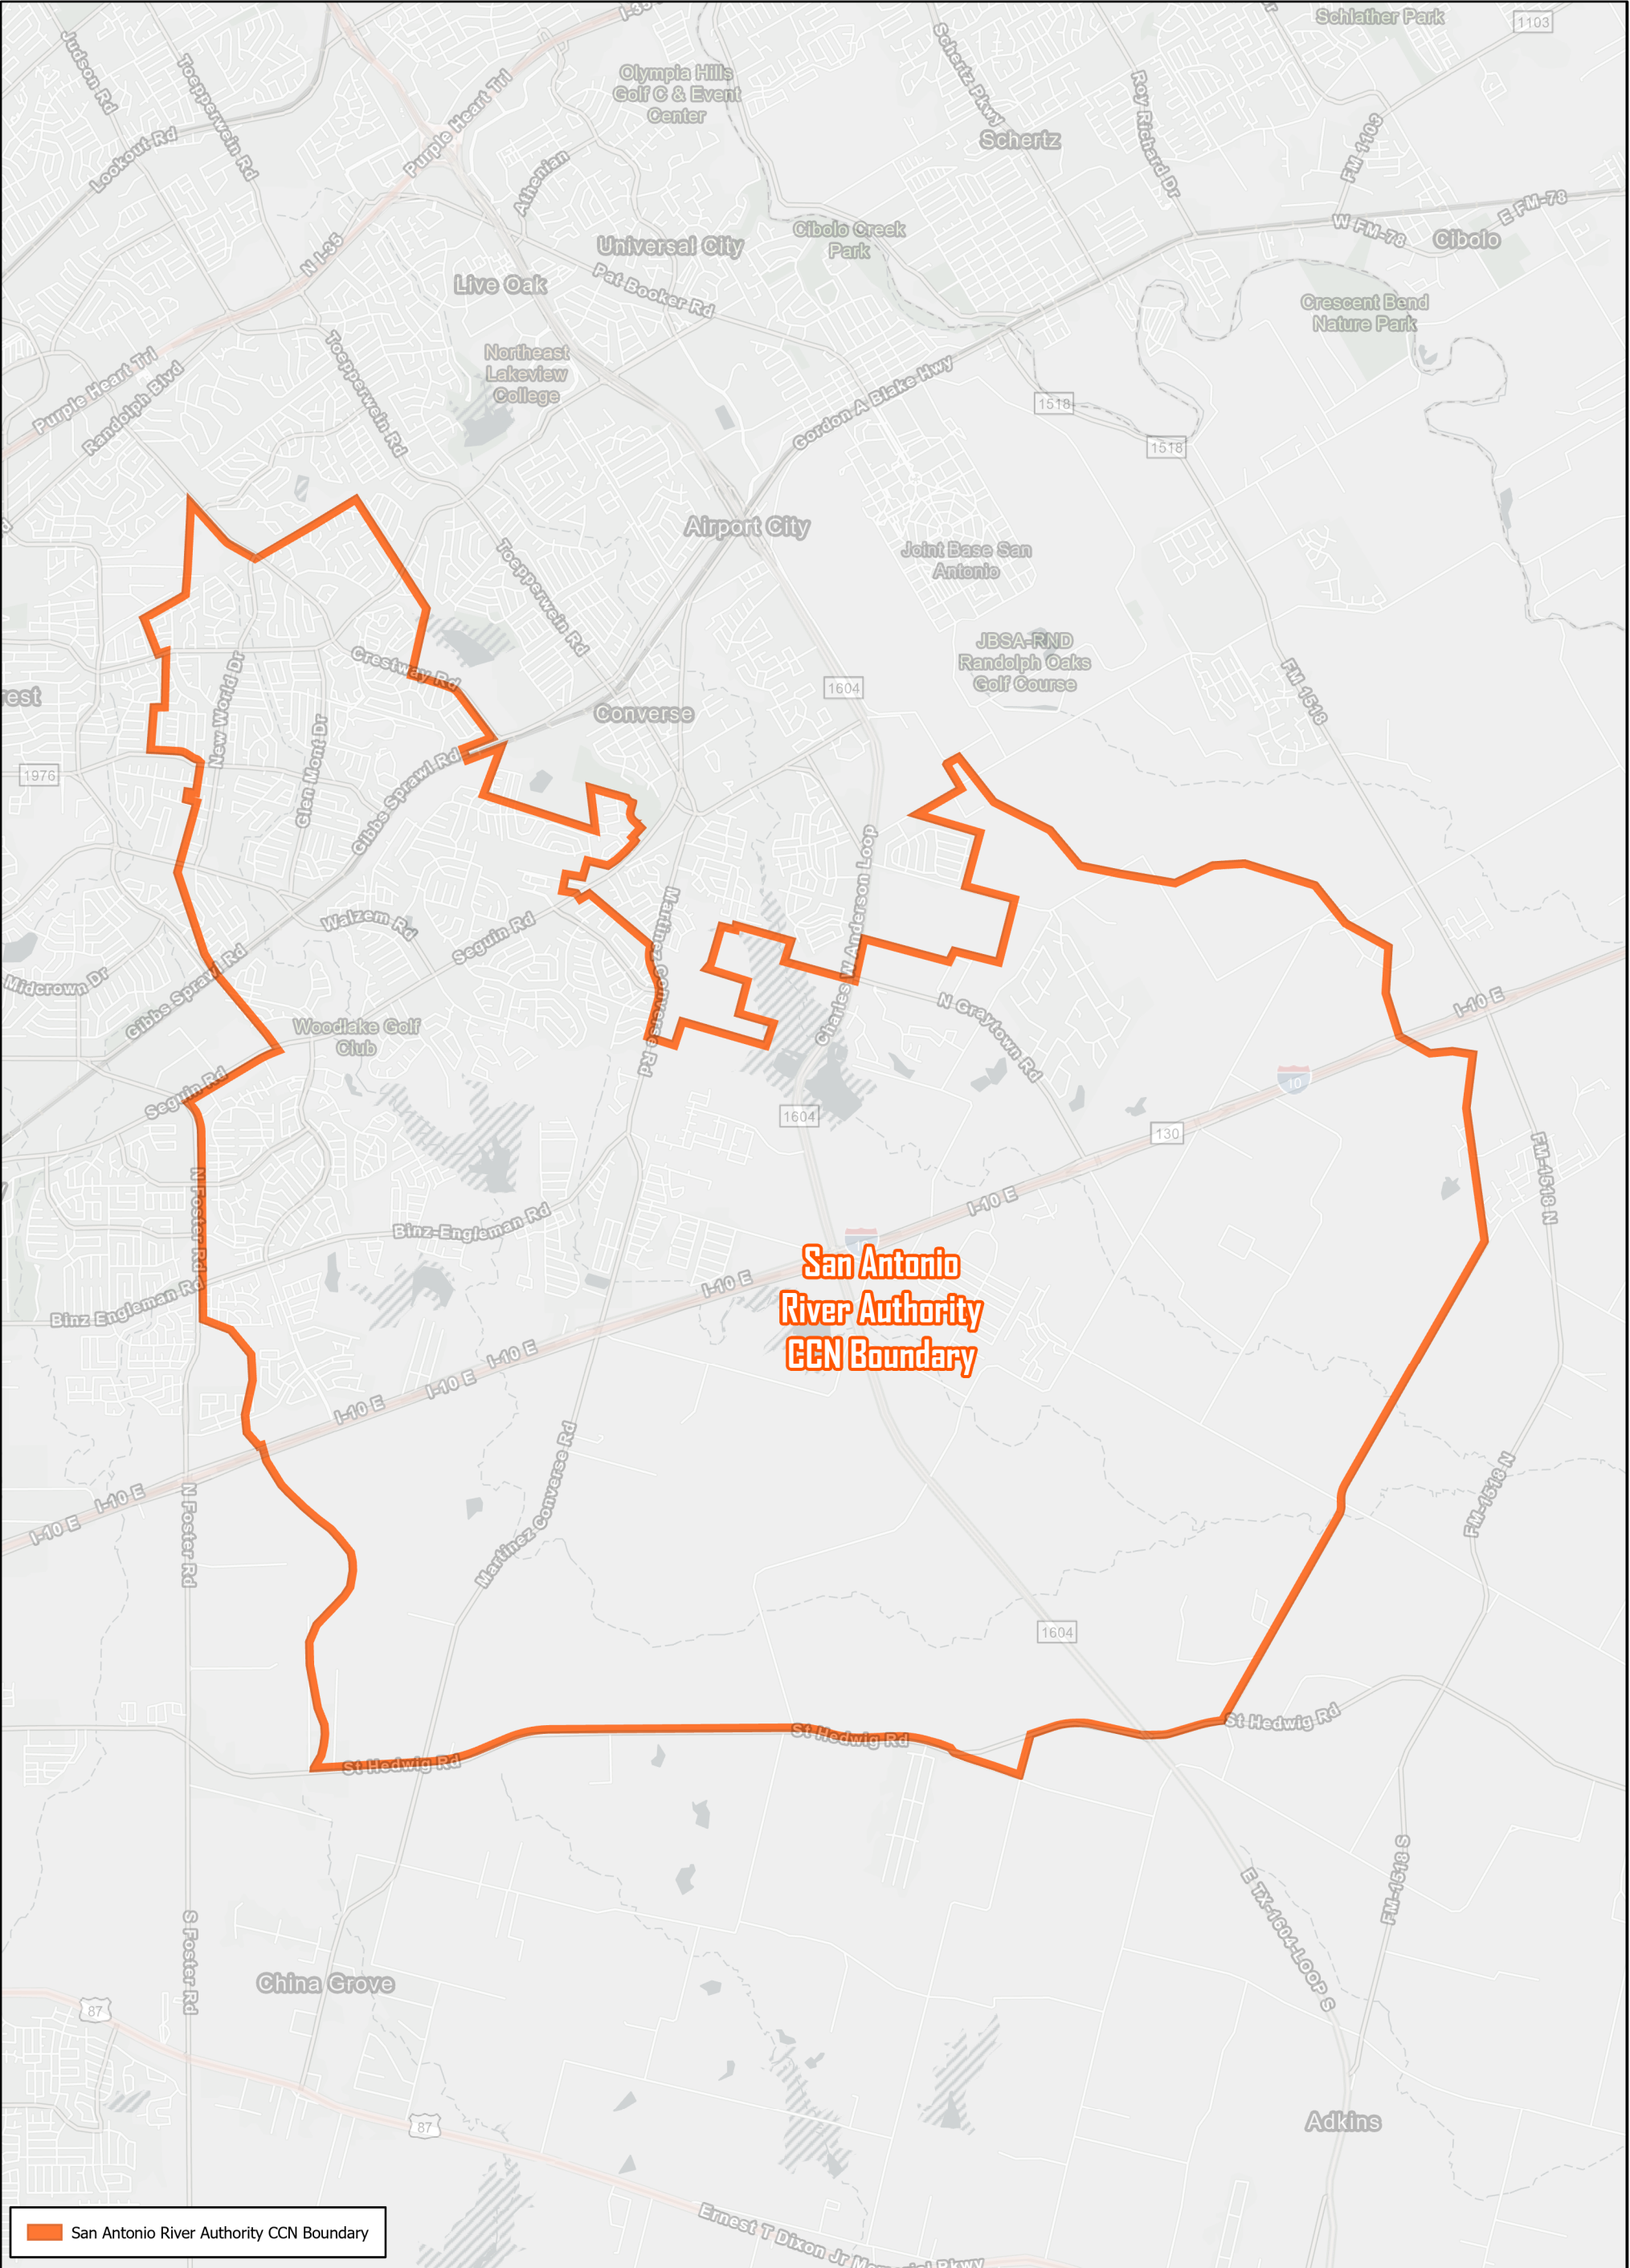 I-35
Schlather Park
1103
Judson Rd
Toepperwein Rd
Schertz Pkwy
Roy Richard Dr
Olympia Hills
Golf C & Event
Center
Purple Heart Trl
Schertz
FM 1103
Lookout Rd
Athenian
E FM-78
W FM-78
Cibolo
Cibolo Creek
Park
Universal City
N I-35
Live Oak
Pat Booker Rd
Crescent Bend
Nature Park
Northeast
Lakeview
College
Toepperwein Rd
Purple Heart Trl
Randolph Blvd
Gordon A Blake Hwy
1518
1518
Airport City
Joint Base San
Antonio
Toepperwein Rd
JBSA-RND
Randolph Oaks
Golf Course
Crestway Rd
1604
FM 1518
rest
New World Dr
Converse
Glen Mont Dr
1976
Gibbs Sprawl Rd
Charles W Anderson Loop
Martinez Converse Rd
Walzem Rd
Seguin Rd
Midcrown Dr
Gibbs Sprawl Rd
N Graytown Rd
I-10 E
Woodlake Golf
Club
10
Seguin Rd
1604
130
FM-1518 N
N Foster Rd
I-10 E
Binz-Engleman Rd
San Antonio
River Authority
CCN Boundary
I-10 E
Binz Engleman Rd
I-10 E
I-10 E
I-10 E
Martinez Converse Rd
FM-1518 N
I-10 E
I-10 E
N Foster Rd
1604
St Hedwig Rd
St Hedwig Rd
St Hedwig Rd
FM-1518 S
E TX-1604-LOOP S
S Foster Rd
China Grove
87
87
Adkins
Ernest T Dixon Jr Memorial Pkwy
San Antonio River Authority CCN Boundary